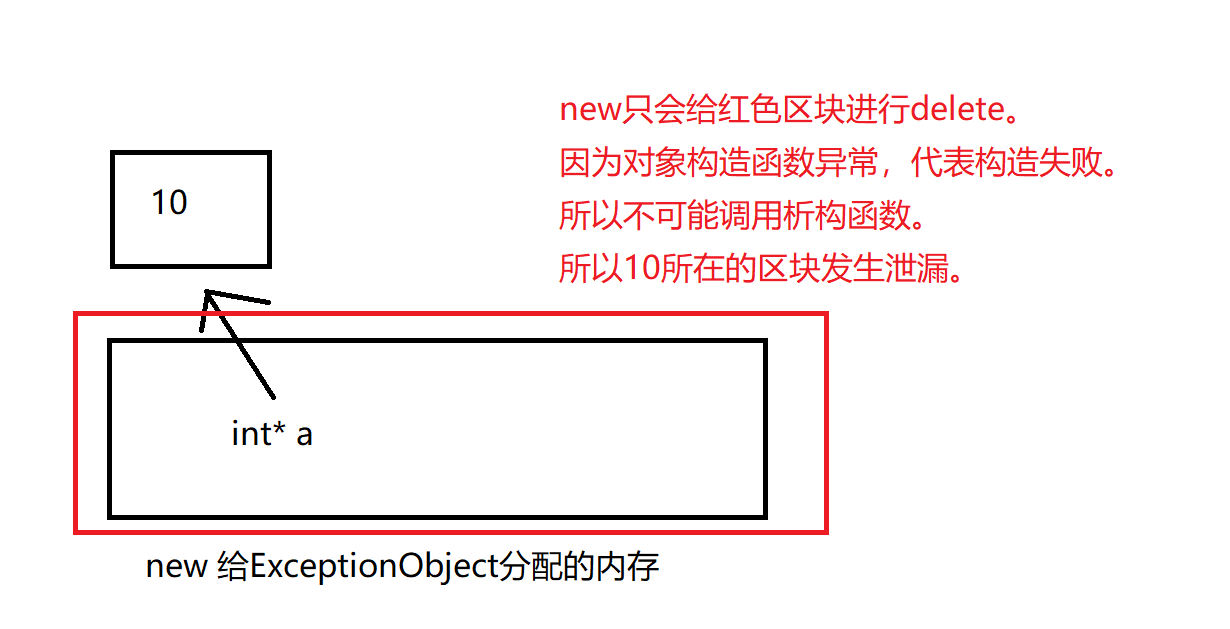 new只会给红色区块进行delete。
因为对象构造函数异常，代表构造失败。
所以不可能调用析构函数。
所以10所在的区块发生泄漏。
10
int* a
new 给ExceptionObject分配的内存